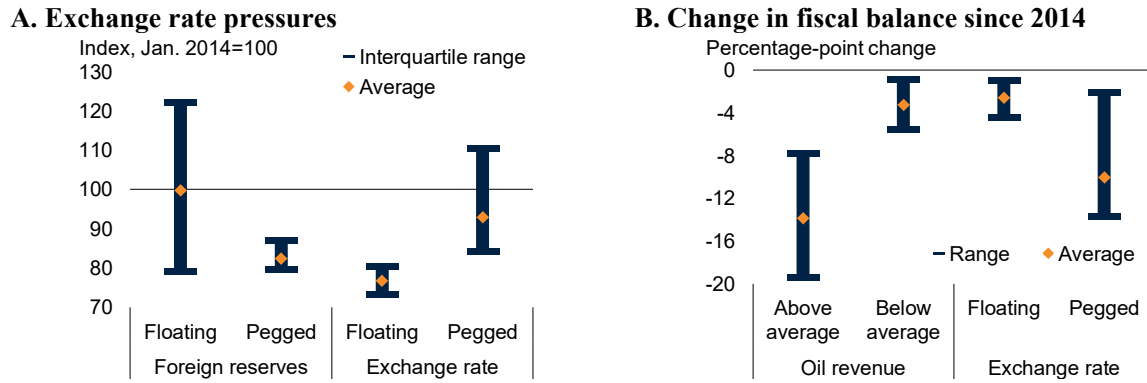 A. Exchange rate pressures
Index, Jan. 2014=100
Interquartile range
Average
130
120
110
100
90
80
70
Floating Pegged Floating Pegged
Foreign reserves Exchange rate
B. Change in fiscal balance since 2014
Percentage-point change
0
-4
-8
-12
-16
-20
Range Average
Above average Below average Floating Pegged
Oil revenue Exchange rate